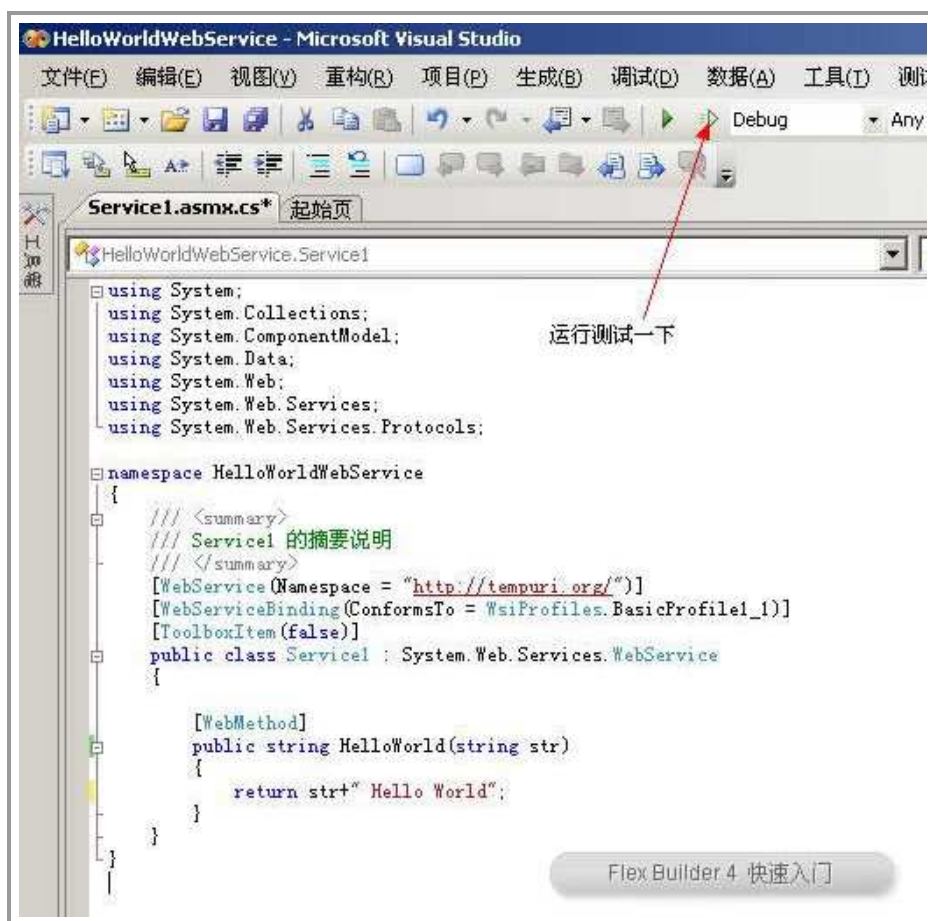 HelloWorldWebService - Microsoft Visual Studio
文件(F) 编辑(E) 视图(V) 重构(R) 项目(P) 生成(B) 调试(D) 数据(A) 工具(T) 测试
Debug Any
Service1.asmx.cs* 起始页
工具箱
HelloWorldWebService.Service1
using System;
using System.Collections;
using System.ComponentModel;
using System.Data;
using System.Web;
using System.Web.Services;
using System.Web.Services.Protocols;
运行测试一下
namespace HelloWorldWebService
{
/// <summary>
/// Service1 的摘要说明
/// </summary>
[WebService(Namespace = "http://tempuri.org/")]
[WebServiceBinding(ConformsTo = WsiProfiles.BasicProfile1_1)]
[ToolboxItem(false)]
public class Service1 : System.Web.Services.WebService
{
[WebMethod]
public string HelloWorld(string str)
{
return str+" Hello World";
}
}
}
Flex Builder 4 快速入门